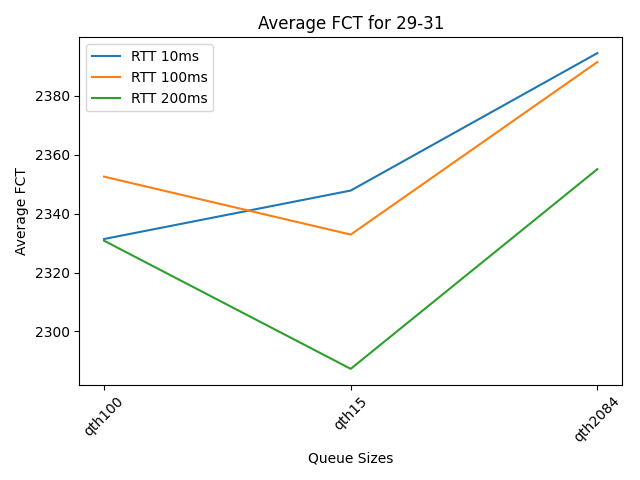 Average FCT for 29-31
RTT 10ms
RTT 100ms
RTT 200ms
2380
2360
2340
2320
2300
Average FCT
qth100
qth15
qth2084
Queue Sizes